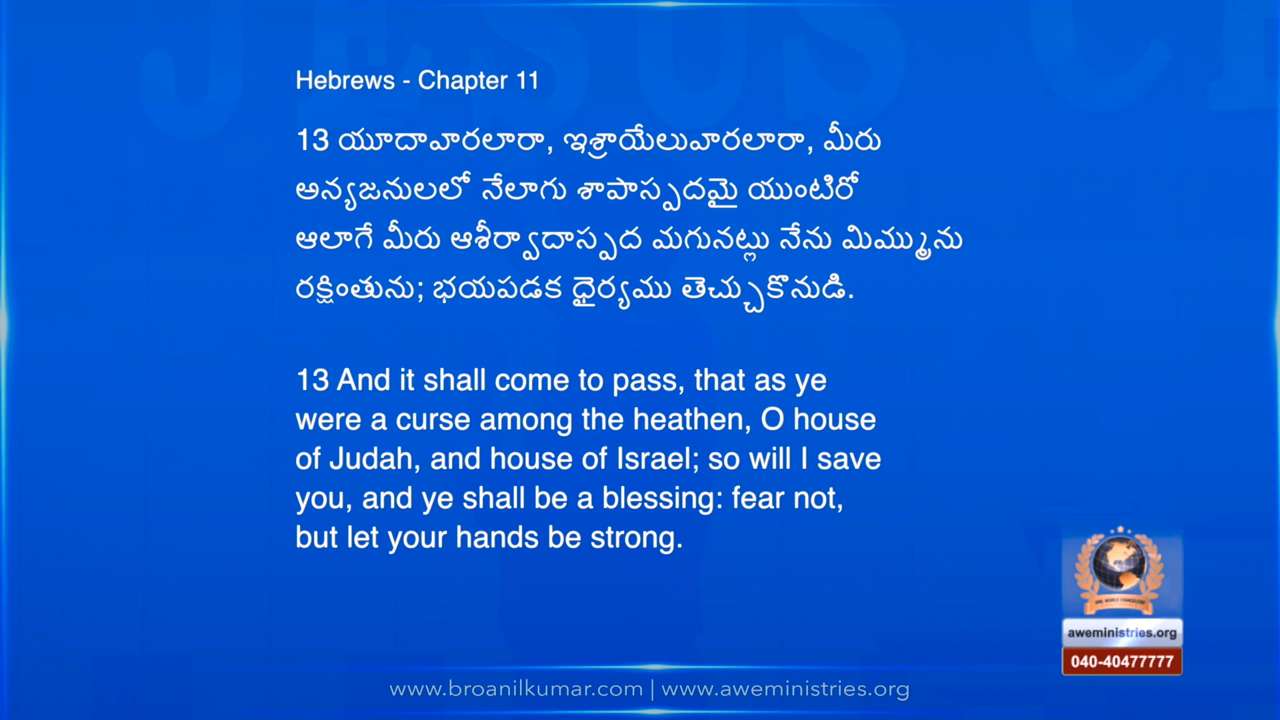 Hebrews - Chapter 11
13 యూదావారలారా, ఇశ్రాయేలువారలారా, మీరు
అన్యజనులలో నేలాగు శాపాస్పదమై యుంటిరో
ఆలాగే మీరు ఆశీర్వాదాస్పద మగునట్లు నేను మిమ్మును
రక్షింతును; భయపడక ధైర్యము తెచ్చుకొనుడి.
13 And it shall come to pass, that as ye
were a curse among the heathen, O house
of Judah, and house of Israel; so will I save
you, and ye shall be a blessing: fear not,
but let your hands be strong.
aweministries.org
040-40477777
www.broanilkumar.com | www.aweministries.org